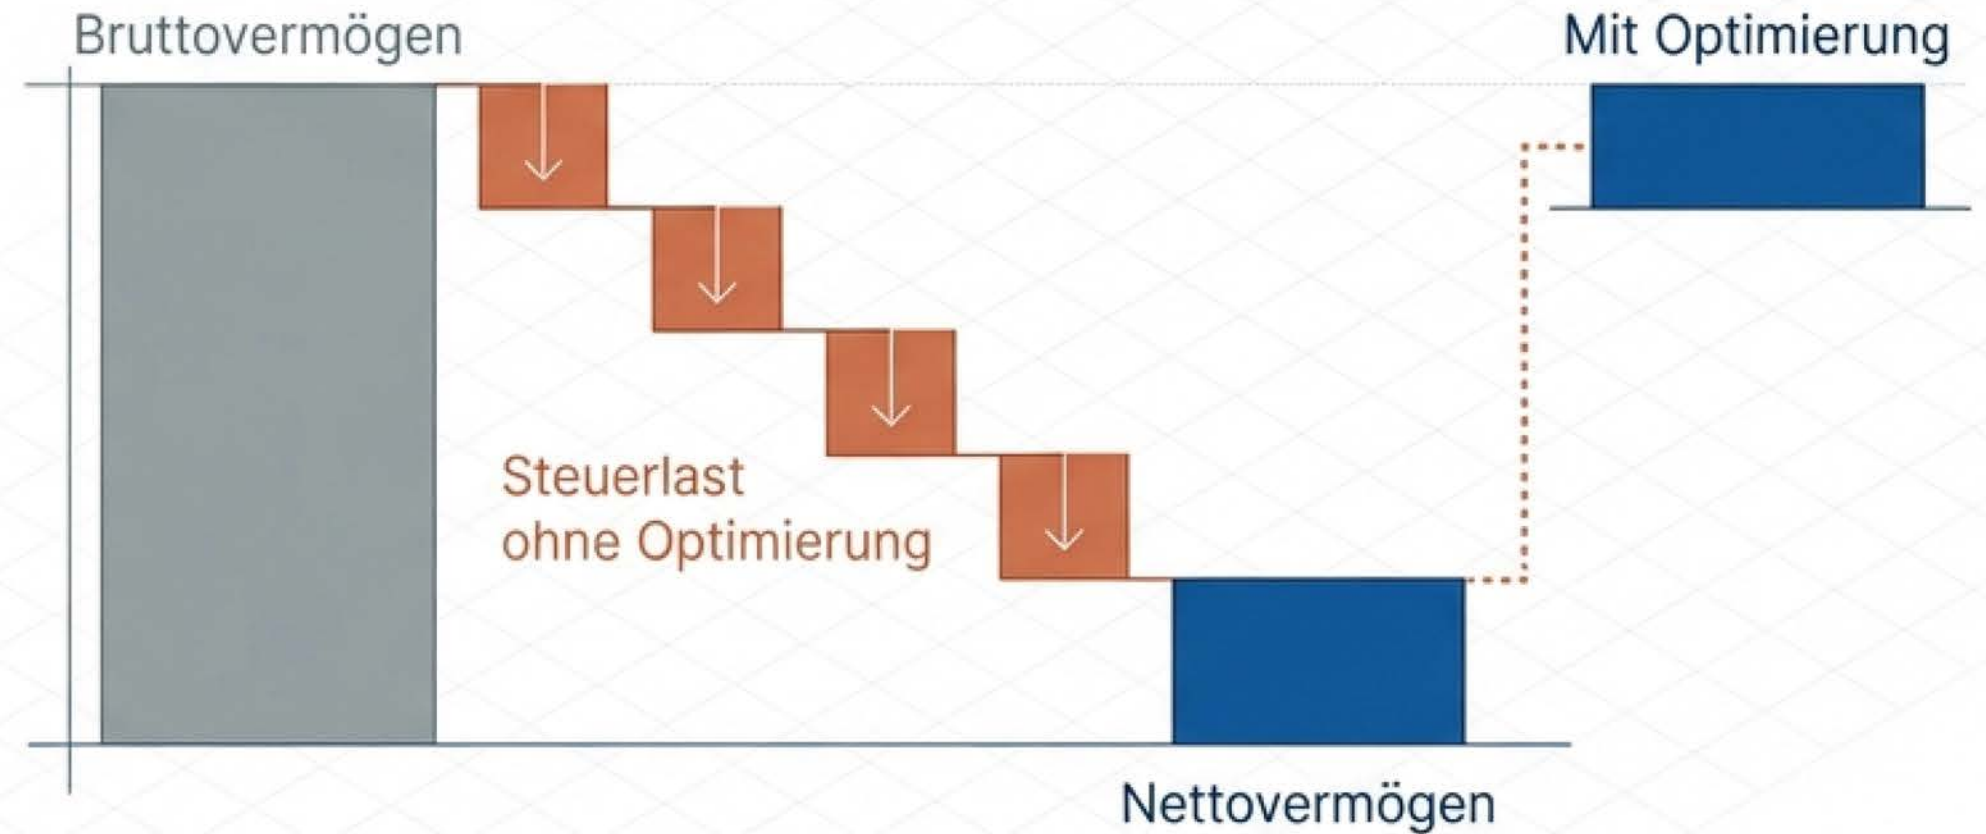 Bruttovermögen
Mit Optimierung
Steuerlast
ohne Optimierung
Nettovermögen